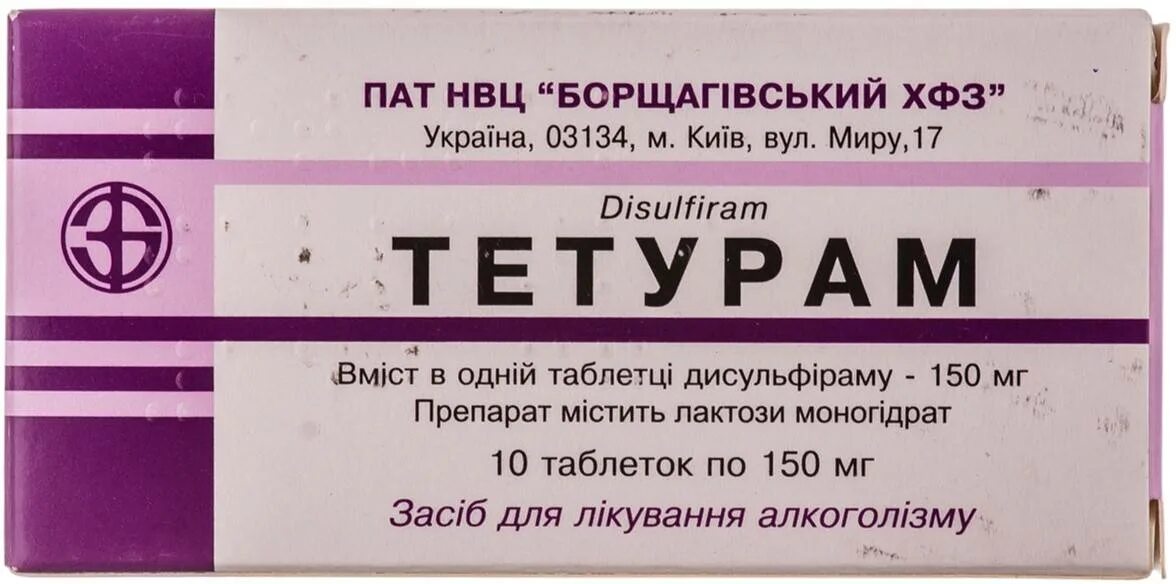 ПАТ НВЦ “БОРЩАГІВСЬКИЙ ХФЗ”
Україна, 03134, м. Київ, вул. Миру,17
ЗБ
Disulfiram
ТЕТУРАМ
Вміст в одній таблетці дисульфіраму - 150 мг
Препарат містить лактози моногідрат
10 таблеток по 150 мг
Засіб для лікування алкоголізму